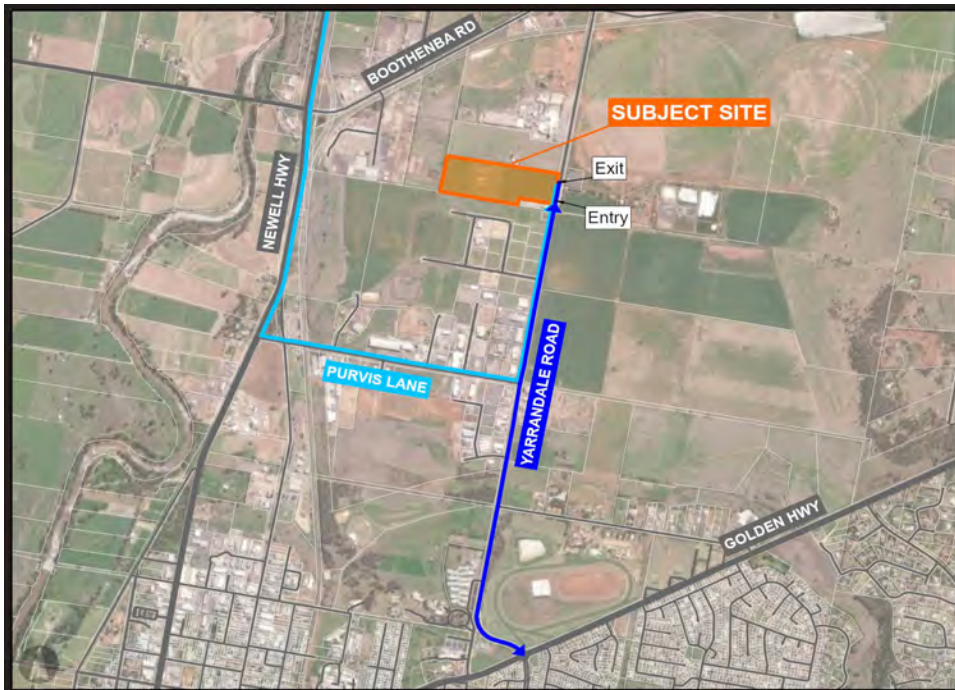 BOOTHENBA RD
SUBJECT SITE
Exit
Entry
NEWELL HWY
PURVIS LANE
YARRANDALE ROAD
GOLDEN HWY